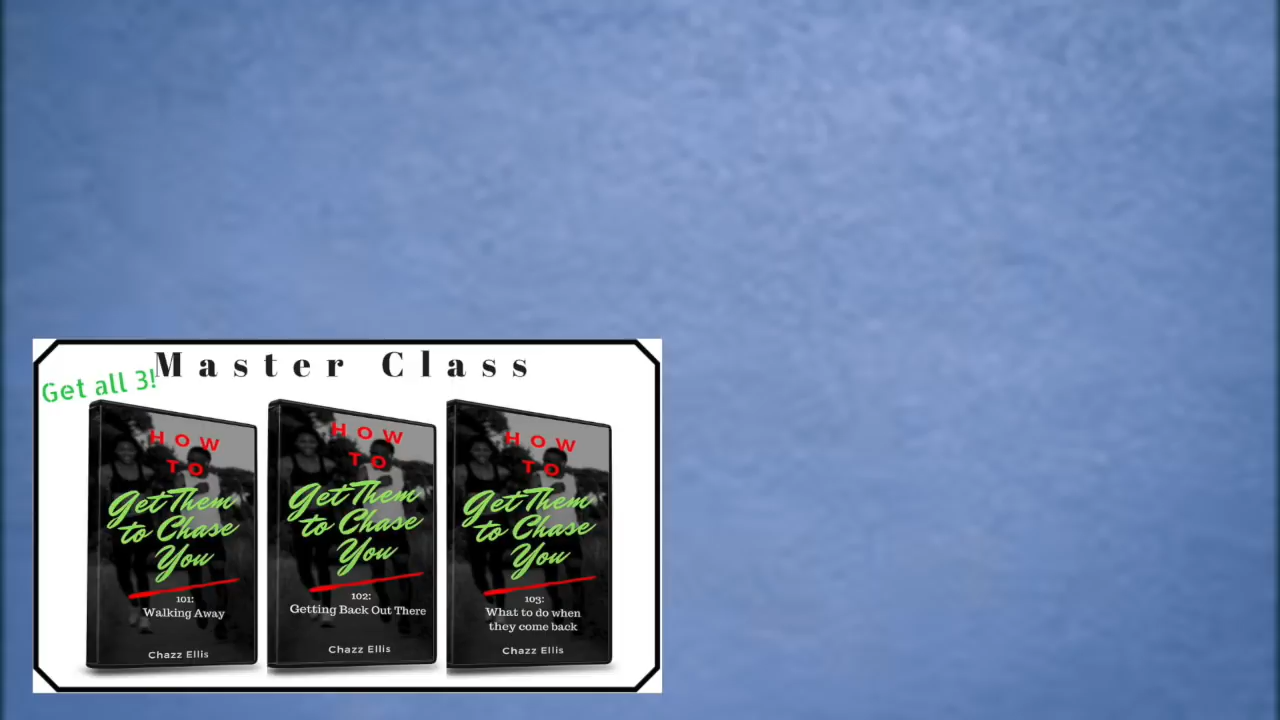 Master Class
Get all 3!
HOW
TO
Get Them
to Chase
You
101:
Walking Away
Chazz Ellis
HOW
TO
Get Them
to Chase
You
102:
Getting Back Out There
Chazz Ellis
HOW
TO
Get Them
to Chase
You
103:
What to do when
they come back
Chazz Ellis